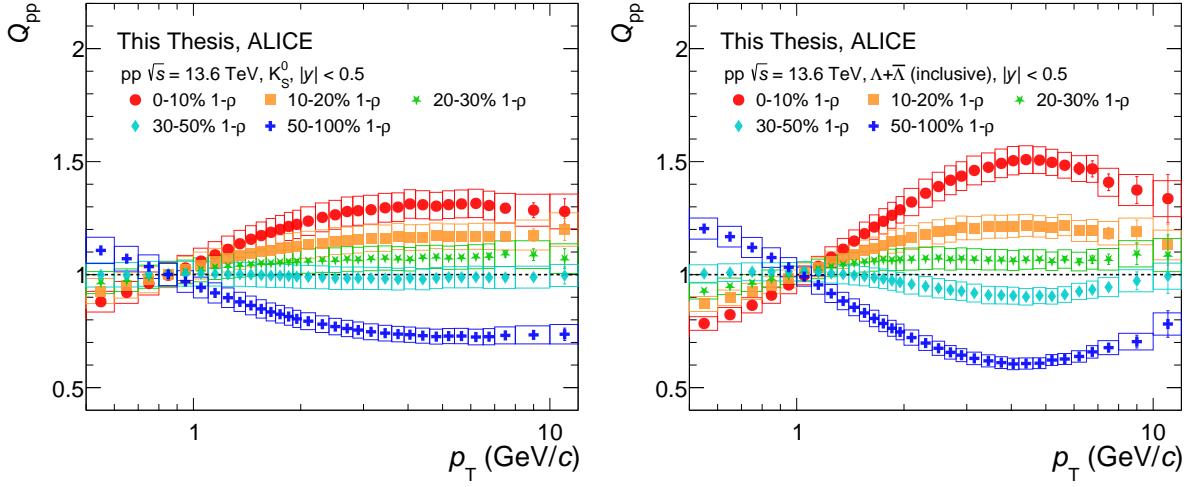 Q_pp
2
1.5
1
0.5
This Thesis, ALICE
pp √s = 13.6 TeV, K⁰_S, |y| < 0.5
0-10% 1-ρ 10-20% 1-ρ 20-30% 1-ρ
30-50% 1-ρ 50-100% 1-ρ
1 10
p_T (GeV/c)
Q_pp
2
1.5
1
0.5
This Thesis, ALICE
pp √s = 13.6 TeV, Λ+Λ̅ (inclusive), |y| < 0.5
0-10% 1-ρ 10-20% 1-ρ 20-30% 1-ρ
30-50% 1-ρ 50-100% 1-ρ
1 10
p_T (GeV/c)